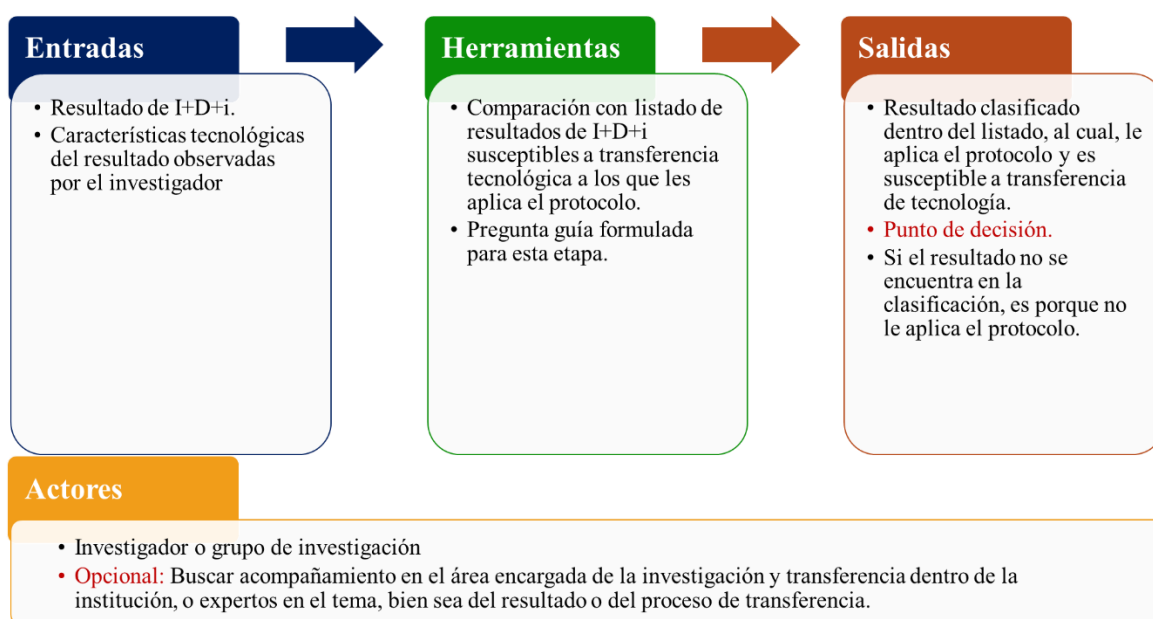 Entradas
• Resultado de I+D+i.
• Características tecnológicas
del resultado observadas
por el investigador
Herramientas
• Comparación con listado de
resultados de I+D+i
susceptibles a transferencia
tecnológica a los que les
aplica el protocolo.
• Pregunta guía formulada
para esta etapa.
Salidas
• Resultado clasificado
dentro del listado, al cual, le
aplica el protocolo y es
susceptible a transferencia
de tecnología.
• Punto de decisión.
• Si el resultado no se
encuentra en la
clasificación, es porque no
le aplica el protocolo.
Actores
• Investigador o grupo de investigación
• Opcional: Buscar acompañamiento en el área encargada de la investigación y transferencia dentro de la
institución, o expertos en el tema, bien sea del resultado o del proceso de transferencia.